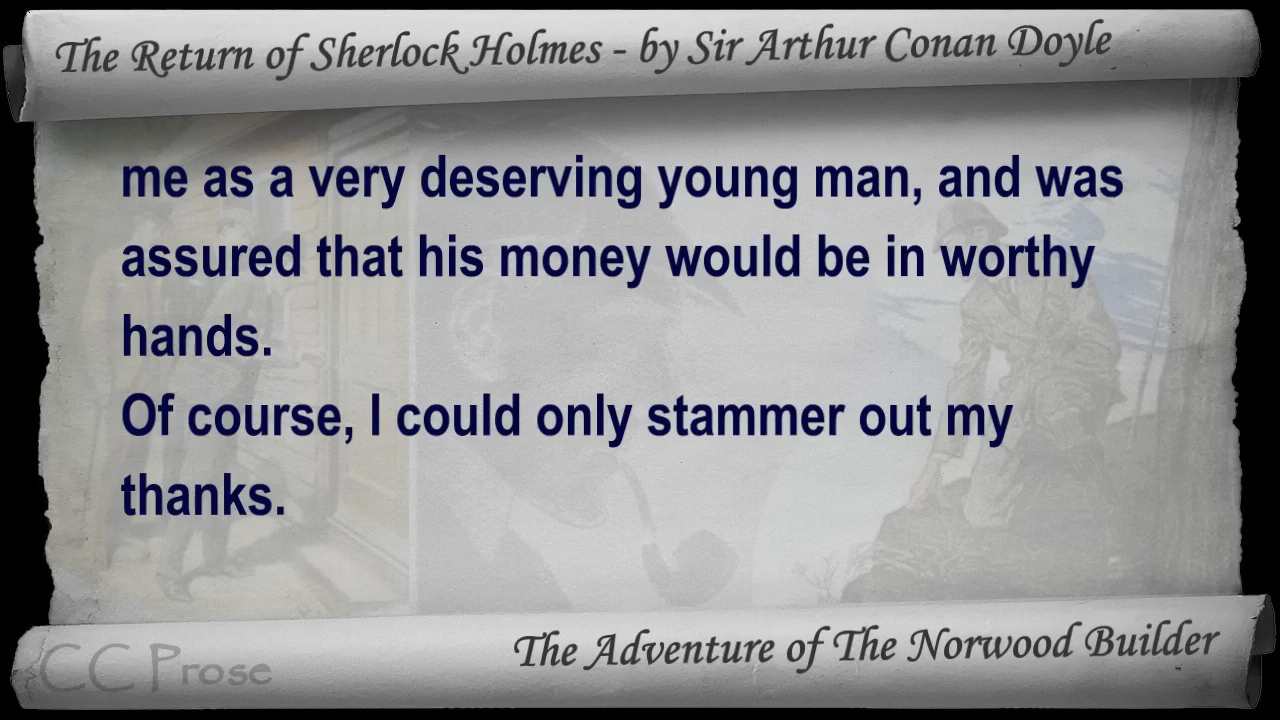 The Return of Sherlock Holmes - by Sir Arthur Conan Doyle
me as a very deserving young man, and was
assured that his money would be in worthy
hands.
Of course, I could only stammer out my
thanks.
The Adventure of The Norwood Builder
CC Prose